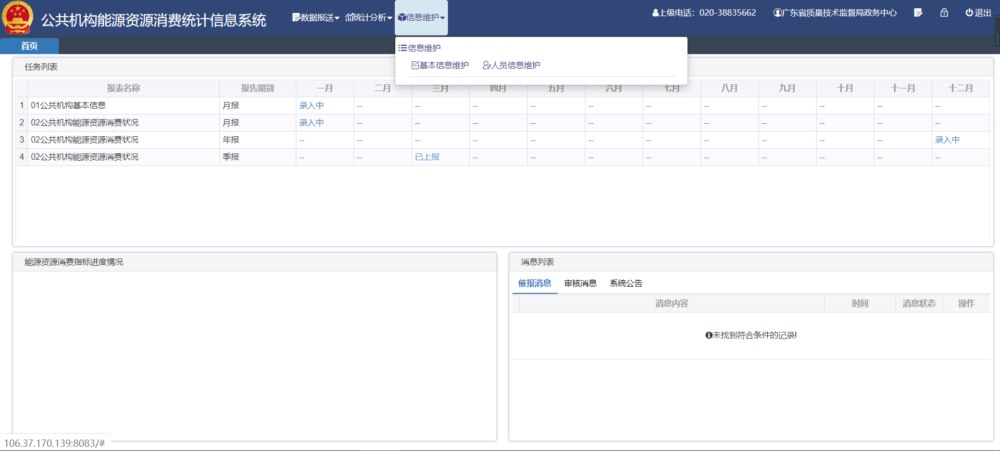 公共机构能源资源消费统计信息系统 数据报送 统计分析 信息维护 上级电话：020-38835662 广东省质量技术监督局政务中心 退出
首页
信息维护
基本信息维护 人员信息维护
任务列表
报表名称 报告期别 一月 二月 三月 四月 五月 六月 七月 八月 九月 十月 十一月 十二月
1 01公共机构基本信息 月报 录入中 -- -- -- -- -- -- -- -- -- -- --
2 02公共机构能源资源消费状况 月报 录入中 -- -- -- -- -- -- -- -- -- -- --
3 02公共机构能源资源消费状况 年报 -- -- -- -- -- -- -- -- -- -- -- 录入中
4 02公共机构能源资源消费状况 季报 -- -- 已上报 -- -- -- -- -- -- -- -- --
能源资源消费指标进度情况
消息列表
催报消息 审核消息 系统公告
消息内容 时间 消息状态 操作
未找到符合条件的记录!
106.37.170.139:8083/#